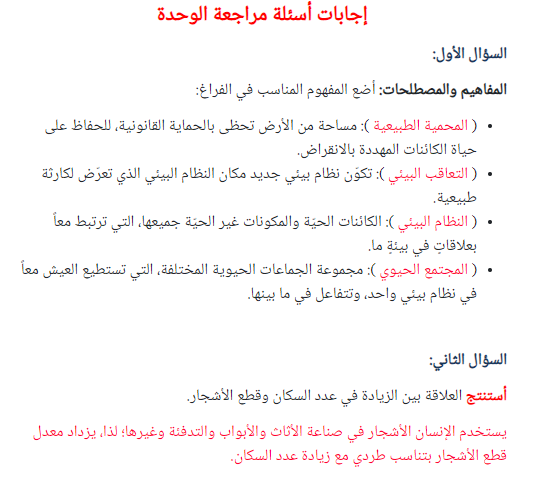 إجابات أسئلة مراجعة الوحدة
السؤال الأول:
المفاهيم والمصطلحات: أضع المفهوم المناسب في الفراغ:
• ( المحمية الطبيعية ): مساحة من الأرض تحظى بالحماية القانونية، للحفاظ على
حياة الكائنات المهددة بالانقراض.
• ( التعاقب البيئي ): تكوّن نظام بيئي جديد مكان النظام البيئي الذي تعرّض لكارثة
طبيعية.
• ( النظام البيئي ): الكائنات الحيّة والمكونات غير الحيّة جميعها، التي ترتبط معاً
بعلاقاتٍ في بيئةِ ما.
• ( المجتمع الحيوي ): مجموعة الجماعات الحيوية المختلفة، التي تستطيع العيش معاً
في نظام بيئي واحد، وتتفاعل في ما بينها.
السؤال الثاني:
أستنتج العلاقة بين الزيادة في عدد السكان وقطع الأشجار.
يستخدم الإنسان الأشجار في صناعة الأثاث والأبواب والتدفئة وغيرها؛ لذا، يزداد معدل
قطع الأشجار بتناسب طردي مع زيادة عدد السكان.